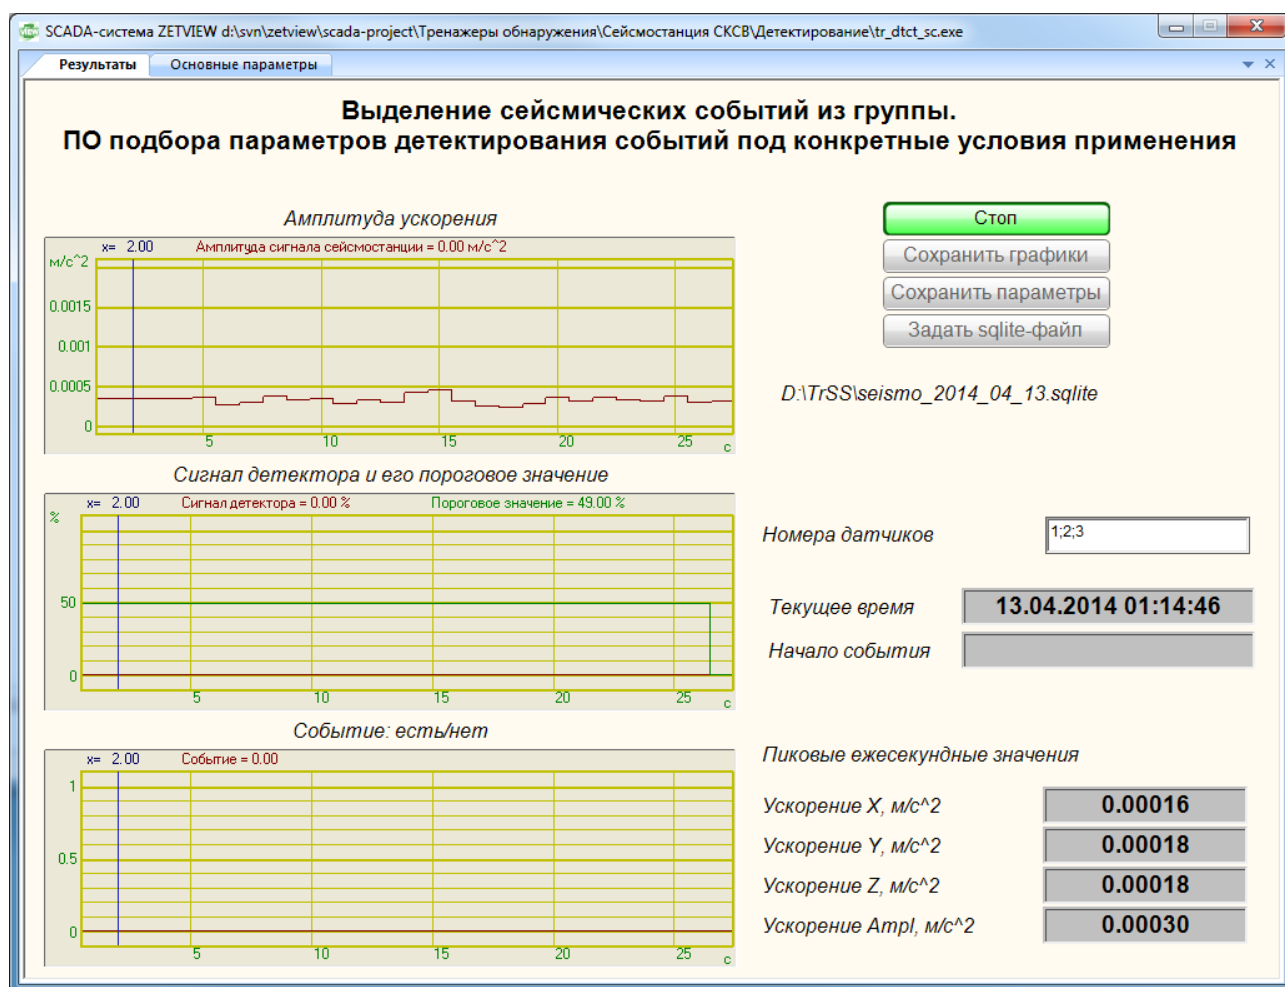 SCADA-система ZETVIEW d:\svn\zetview\scada-project\Тренажеры обнаружения\Сейсмостанция СКСВ\Детектирование\tr_dtct_sc.exe
Результаты Основные параметры
Выделение сейсмических событий из группы.
ПО подбора параметров детектирования событий под конкретные условия применения
Амплитуда ускорения
x= 2.00 Амплитуда сигнала сейсмостанции = 0.00 м/с^2
м/с^2
0.0015
0.001
0.0005
0
5 10 15 20 25 с
Стоп
Сохранить графики
Сохранить параметры
Задать sqlite-файл
D:\TrSS\seismo_2014_04_13.sqlite
Сигнал детектора и его пороговое значение
x= 2.00 Сигнал детектора = 0.00 % Пороговое значение = 49.00 %
%
50
0
5 10 15 20 25 с
Номера датчиков 1;2;3
Текущее время 13.04.2014 01:14:46
Начало события
Событие: есть/нет
x= 2.00 Событие = 0.00
1
0.5
0
5 10 15 20 25 с
Пиковые ежесекундные значения
Ускорение X, м/с^2 0.00016
Ускорение Y, м/с^2 0.00018
Ускорение Z, м/с^2 0.00018
Ускорение Ampl, м/с^2 0.00030